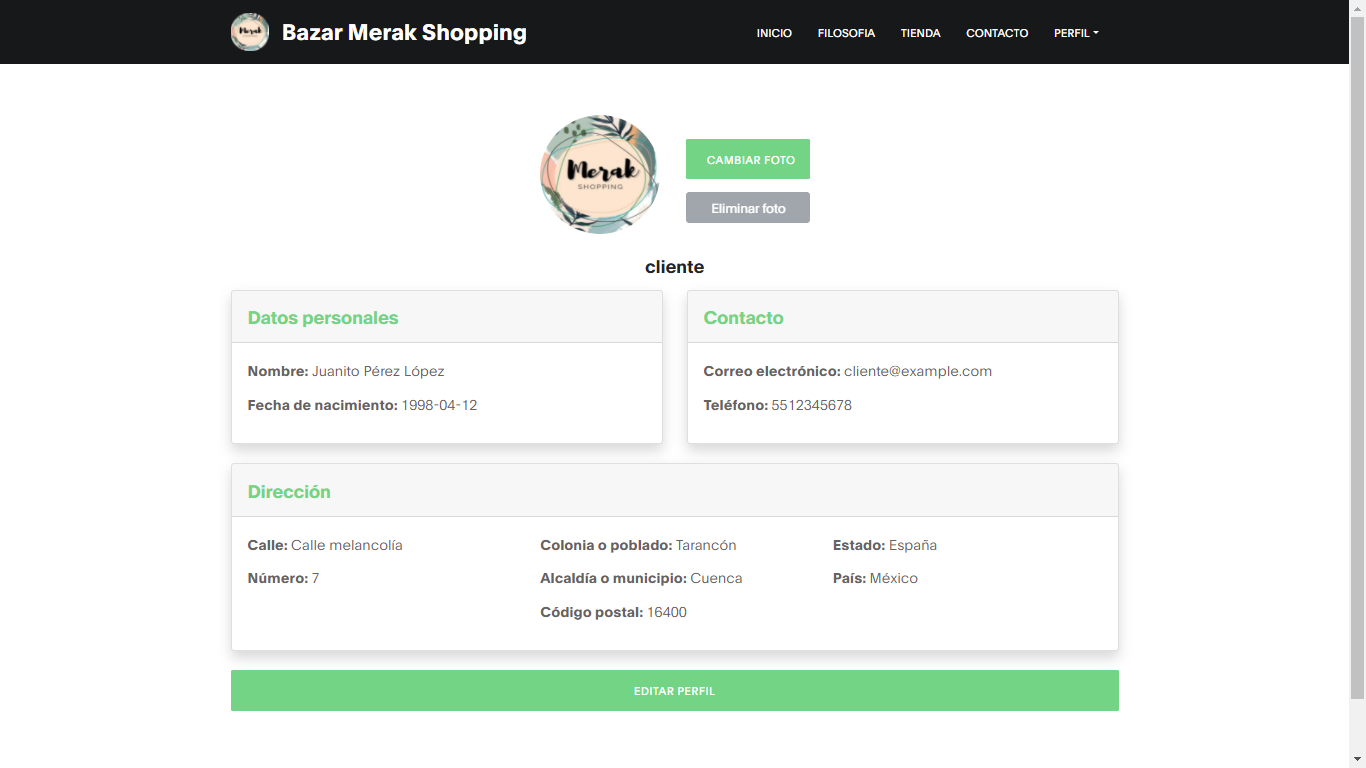 Merak
Bazar Merak Shopping
INICIO FILOSOFIA TIENDA CONTACTO PERFIL
Merak
SHOPPING
CAMBIAR FOTO
Eliminar foto
cliente
Datos personales
Nombre: Juanito Pérez López
Fecha de nacimiento: 1998-04-12
Contacto
Correo electrónico: cliente@example.com
Teléfono: 5512345678
Dirección
Calle: Calle melancolía
Número: 7
Colonia o poblado: Tarancón
Alcaldía o municipio: Cuenca
Código postal: 16400
Estado: España
País: México
EDITAR PERFIL